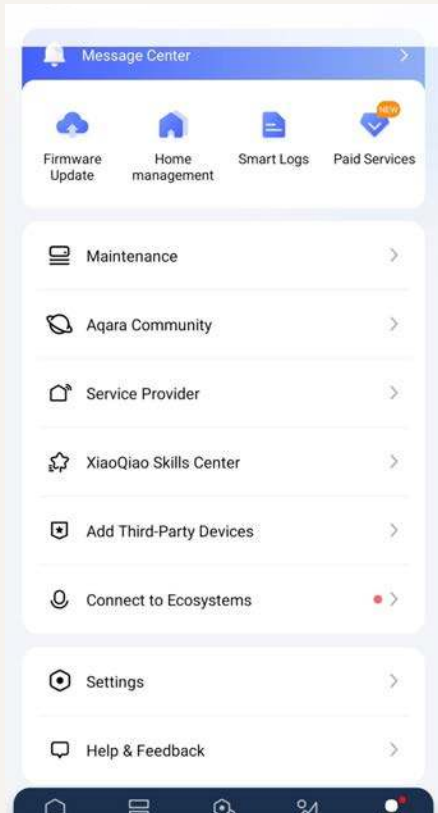 Message Center
NEW
Firmware
Update
Home
management
Smart Logs
Paid Services
Maintenance
Aqara Community
Service Provider
XiaoQiao Skills Center
Add Third-Party Devices
Connect to Ecosystems
Settings
Help & Feedback